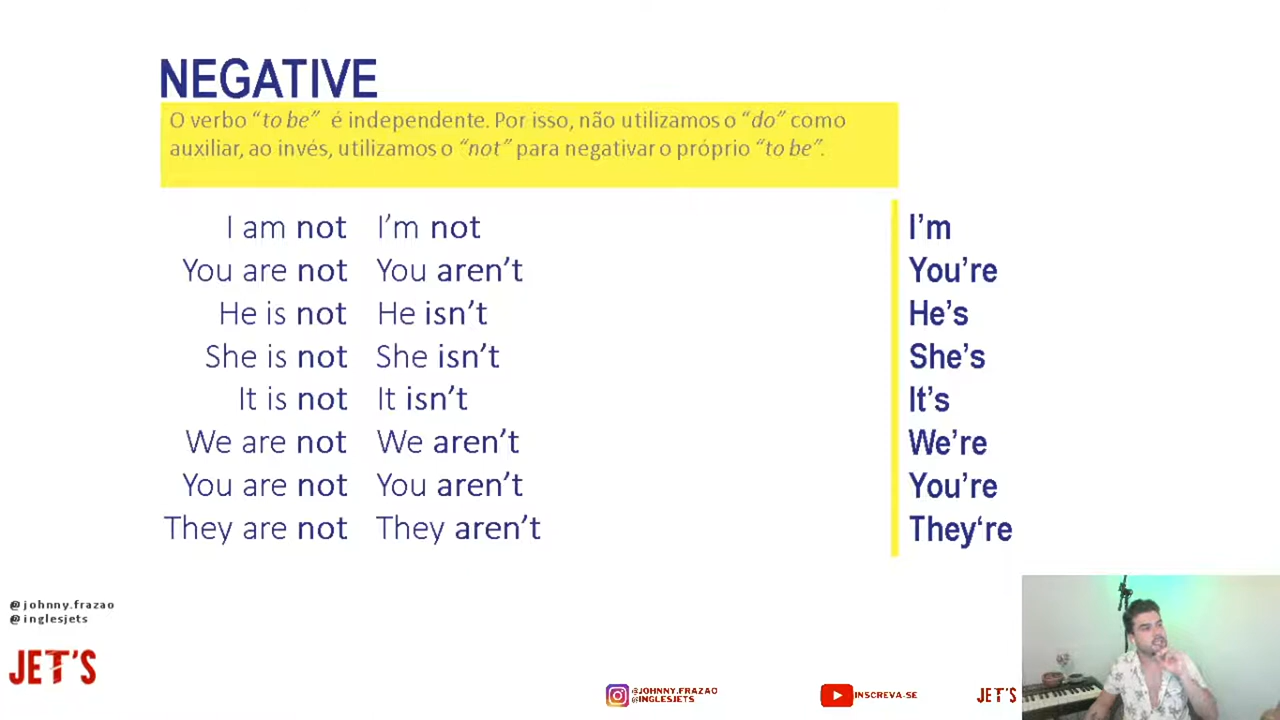 NEGATIVE
O verbo “to be” é independente. Por isso, não utilizamos o “do” como
auxiliar, ao invés, utilizamos o “not” para negativar o próprio “to be”.
I am not I’m not I’m
You are not You aren’t You’re
He is not He isn’t He’s
She is not She isn’t She’s
It is not It isn’t It’s
We are not We aren’t We’re
You are not You aren’t You’re
They are not They aren’t They‘re
@johnny.frazao
@inglesjets
JET’S
@JOHNNY.FRAZAO
@INGLESJETS
INSCREVA-SE
JET’S